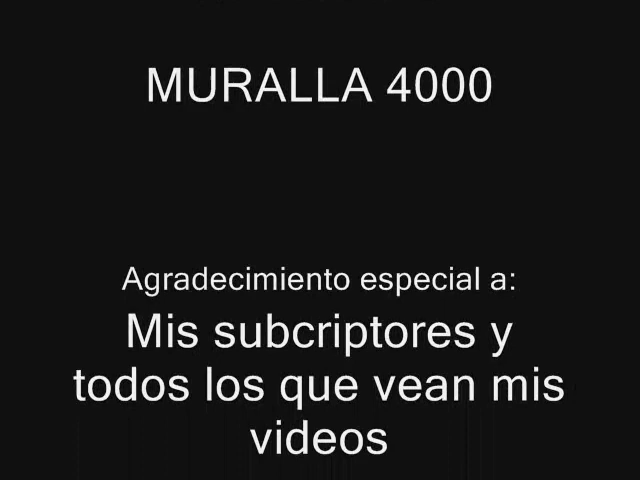 MURALLA 4000
Agradecimiento especial a:
Mis subcriptores y
todos los que vean mis
videos